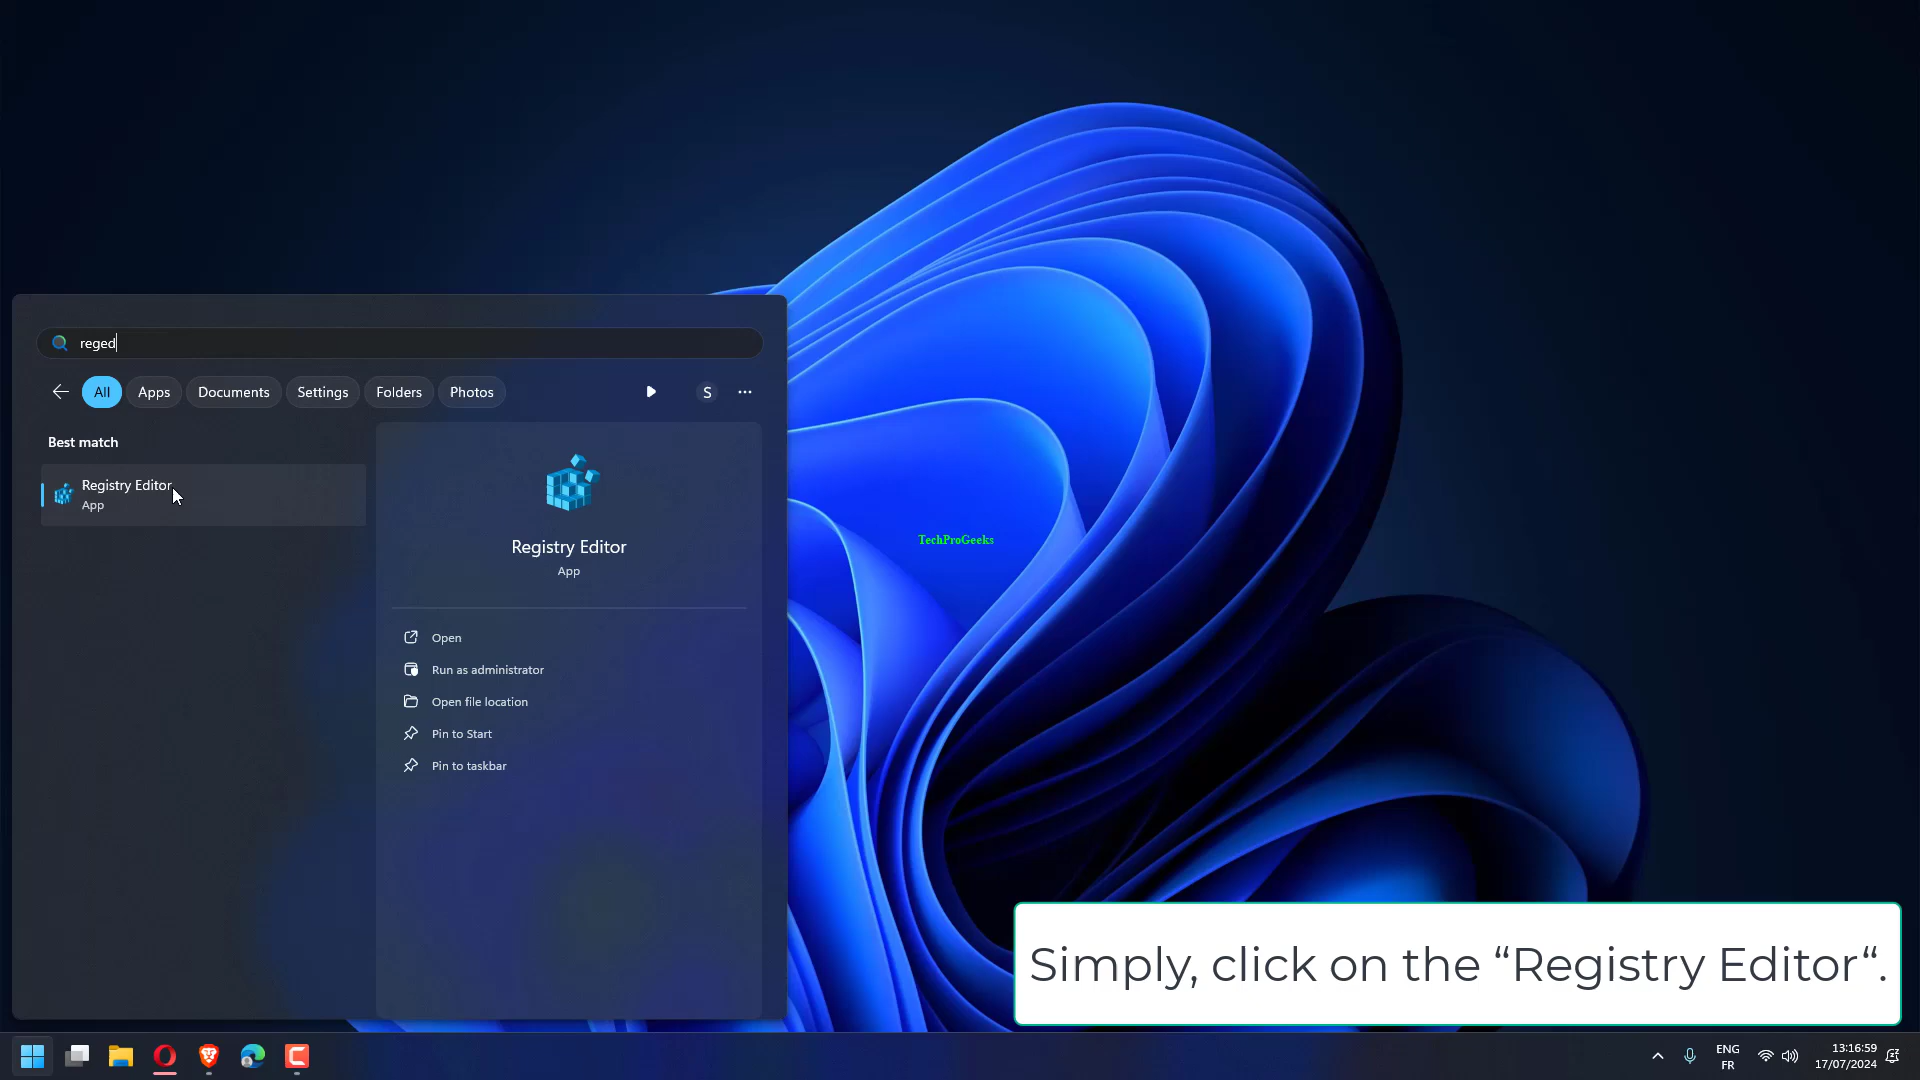 reged
All
Apps
Documents
Settings
Folders
Photos
S
Best match
Registry Editor
App
Registry Editor
App
Open
Run as administrator
Open file location
Pin to Start
Pin to taskbar
TechProGeeks
Simply, click on the “Registry Editor“.
ENG
FR
13:16:59
17/07/2024